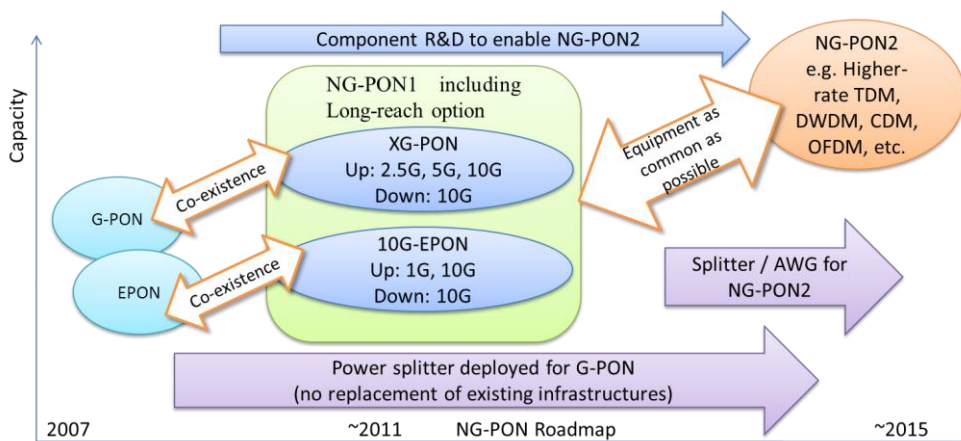 Component R&D to enable NG-PON2
NG-PON2
e.g. Higher-
rate TDM,
DWDM, CDM,
OFDM, etc.
NG-PON1 including
Long-reach option
Capacity
XG-PON
Up: 2.5G, 5G, 10G
Down: 10G
Equipment as
common as
possible
Co-existence
G-PON
10G-EPON
Up: 1G, 10G
Down: 10G
Co-existence
EPON
Splitter / AWG for
NG-PON2
Power splitter deployed for G-PON
(no replacement of existing infrastructures)
2007
~2011
NG-PON Roadmap
~2015